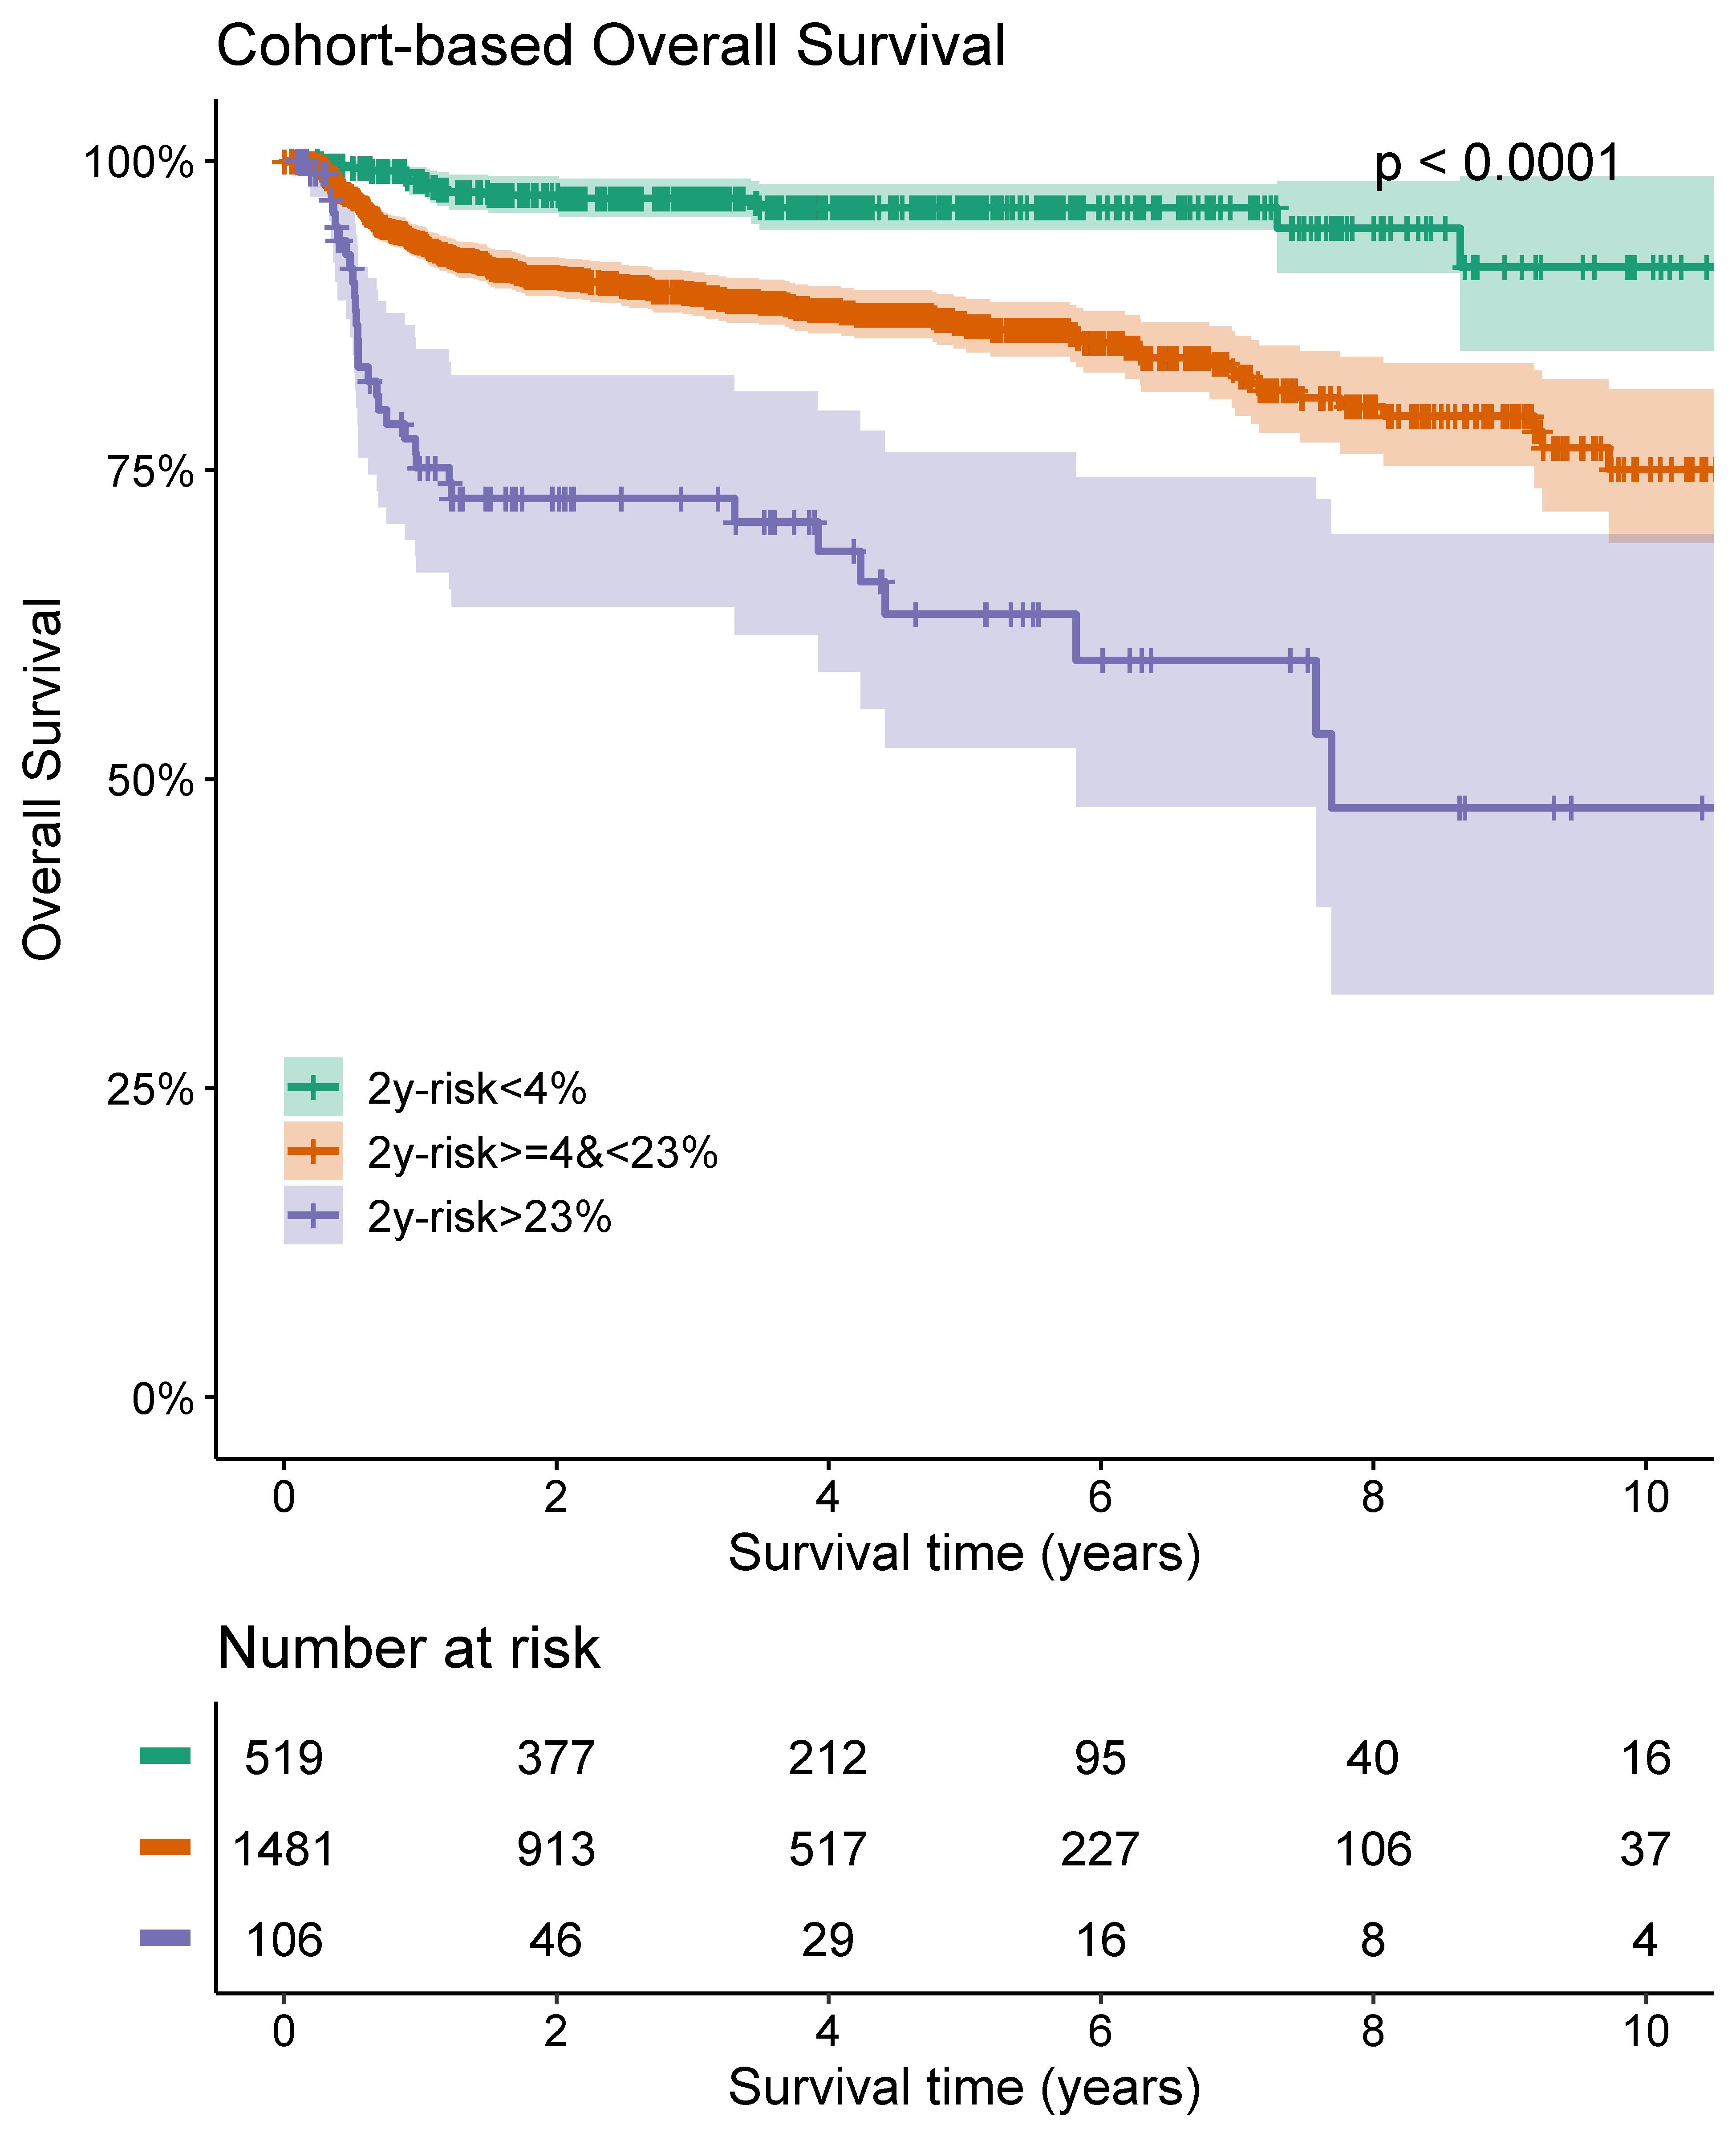 Cohort-based Overall Survival
p < 0.0001
100%
75%
50%
25%
0%
Overall Survival
2y-risk<4%
2y-risk>=4&<23%
2y-risk>23%
0 2 4 6 8 10
Survival time (years)
Number at risk
519 377 212 95 40 16
1481 913 517 227 106 37
106 46 29 16 8 4
0 2 4 6 8 10
Survival time (years)